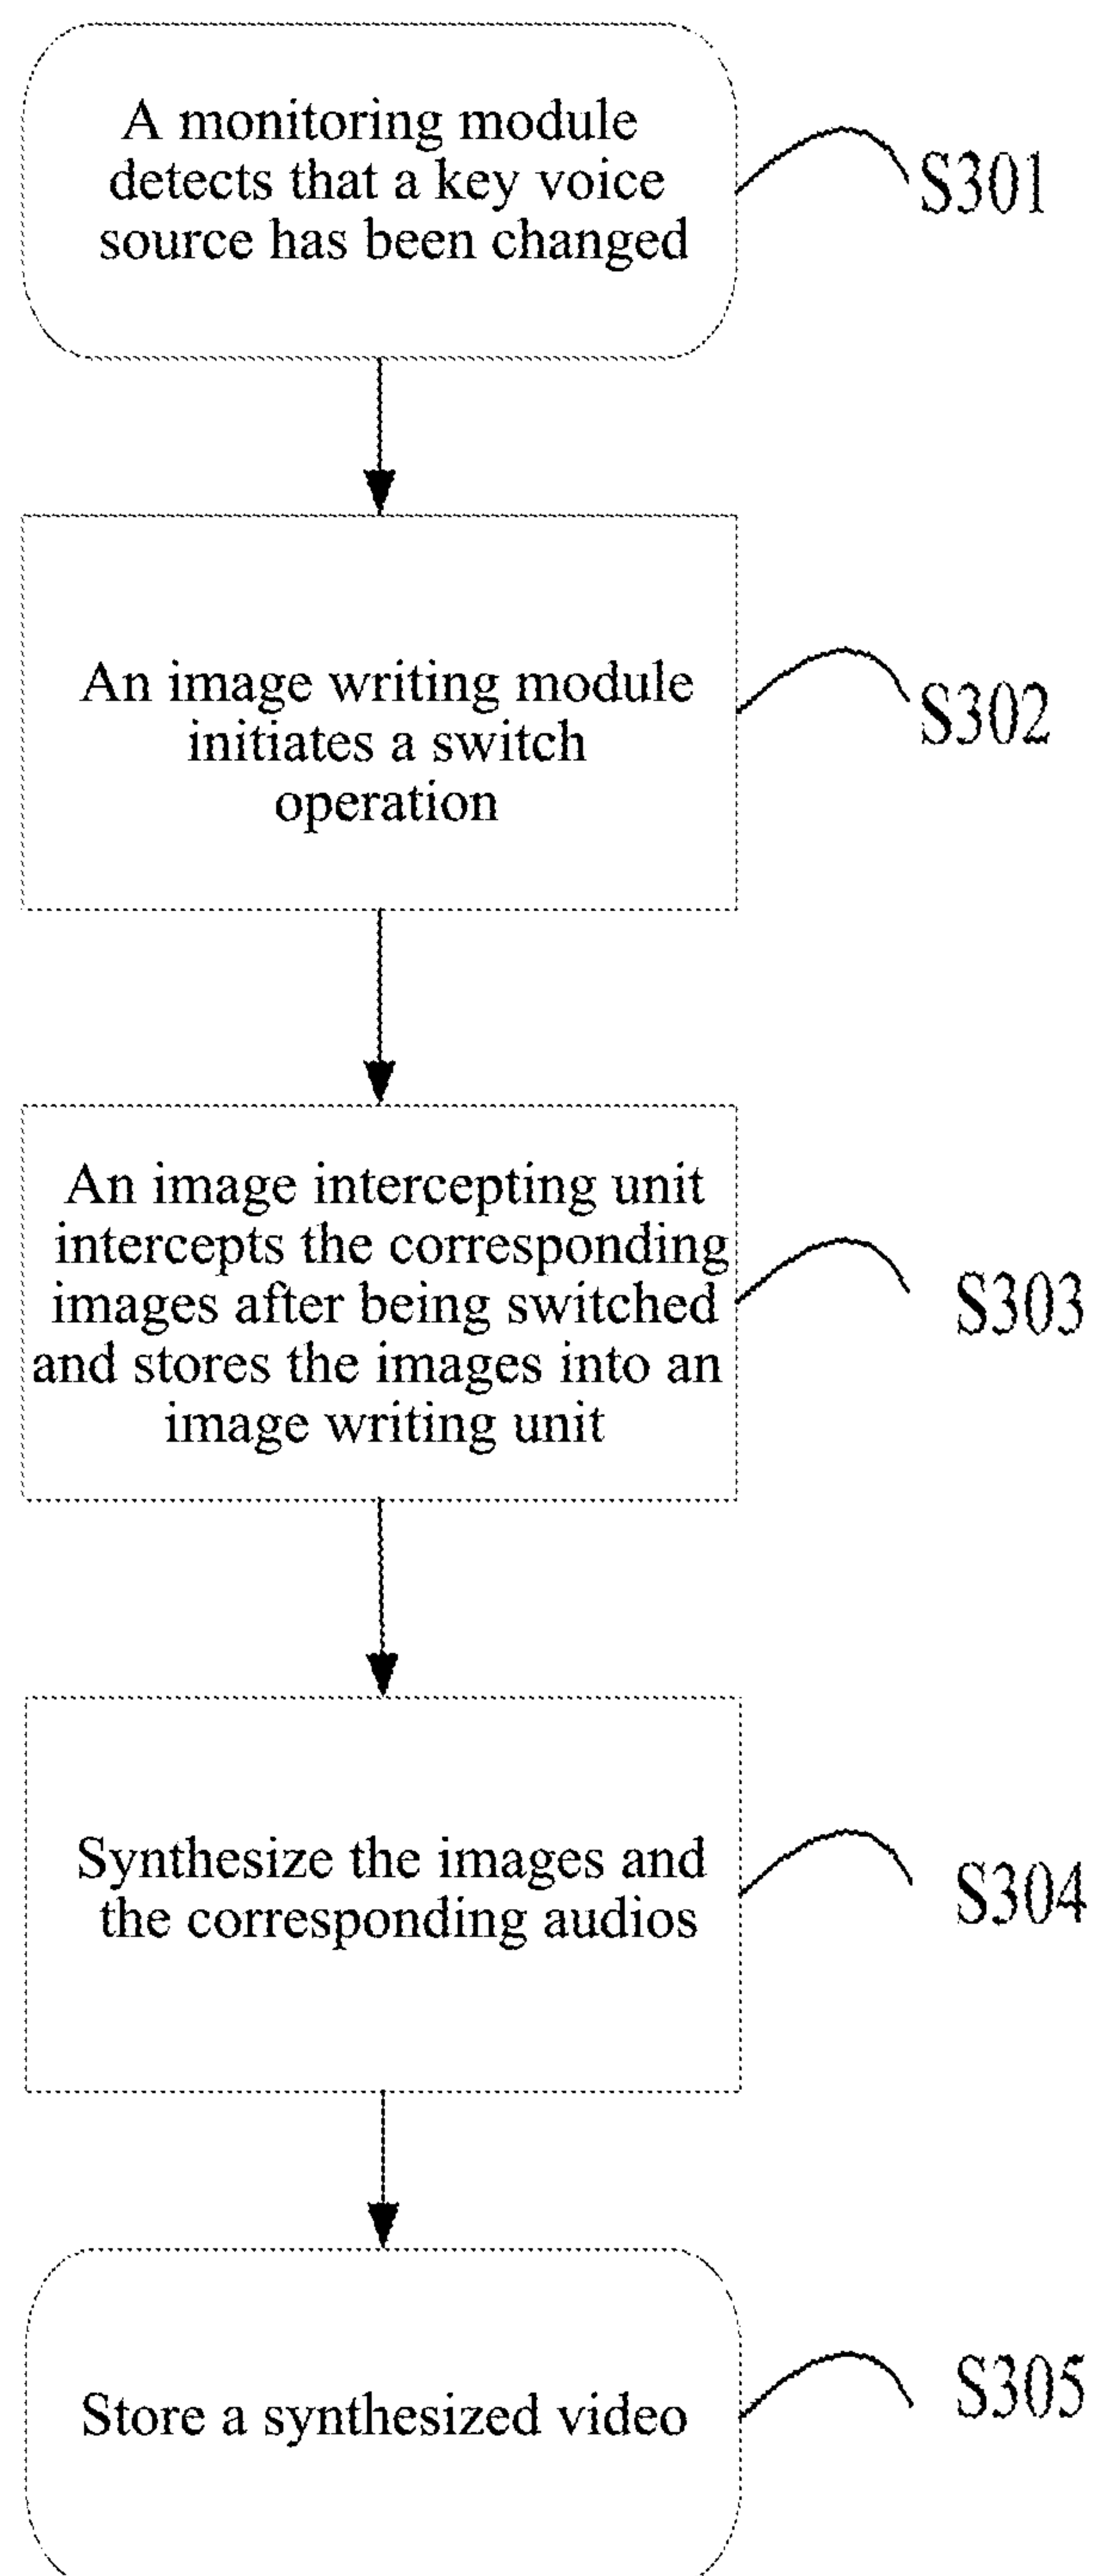 A monitoring module
detects that a key voice
source has been changed
S301
An image writing module
initiates a switch
operation
S302
An image intercepting unit
intercepts the corresponding
images after being switched
and stores the images into an
image writing unit
S303
Synthesize the images and
the corresponding audios
S304
Store a synthesized video
S305